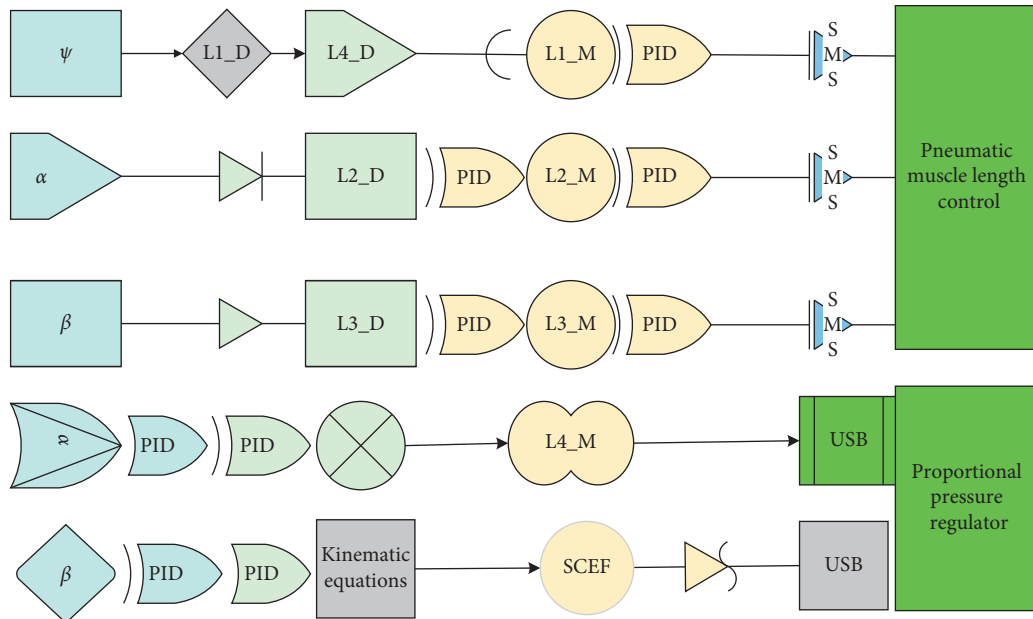 ψ
L1_D
L4_D
L1_M
PID
S
M
S
α
L2_D
PID
L2_M
PID
S
M
S
Pneumatic
muscle length
control
β
L3_D
PID
L3_M
PID
S
M
S
α
PID
PID
L4_M
USB
Proportional
pressure
regulator
β
PID
PID
Kinematic
equations
SCEF
USB